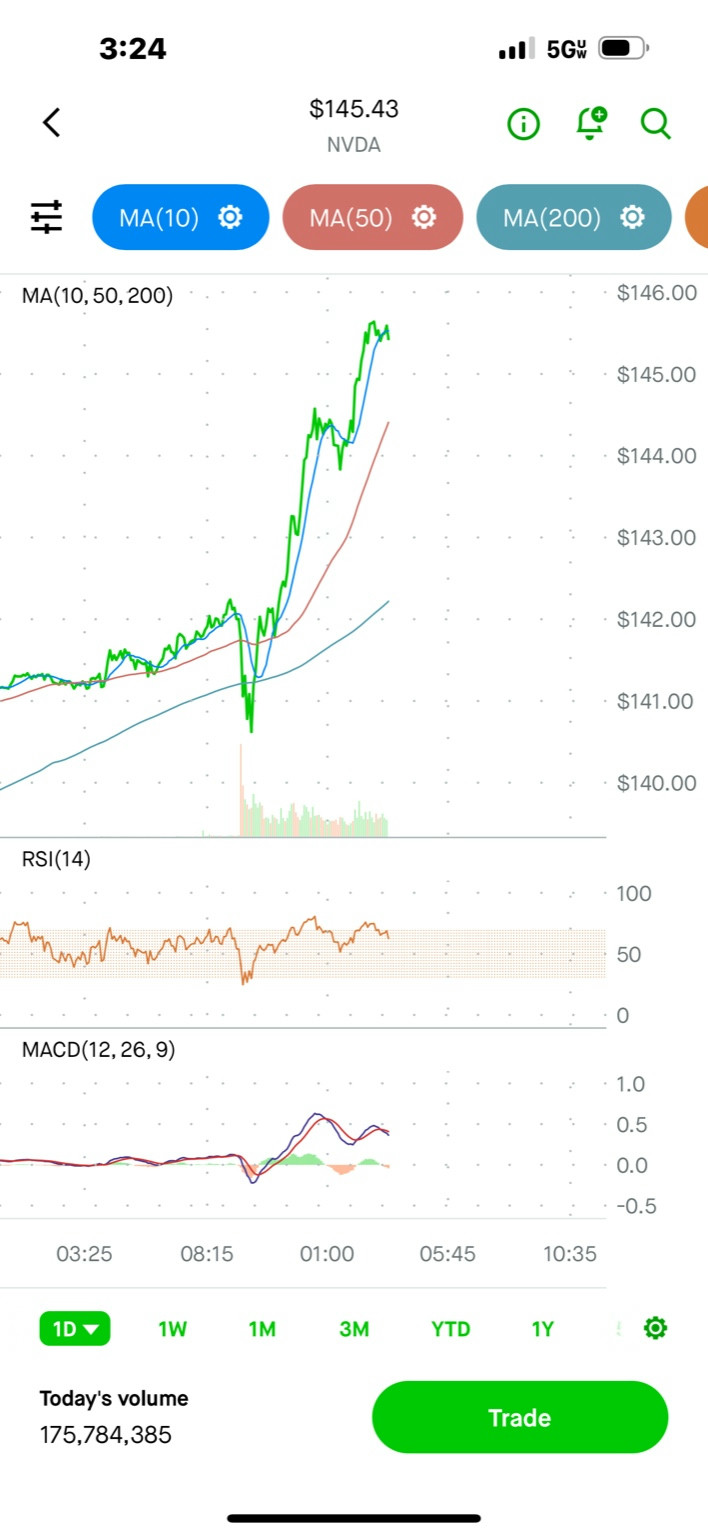 3:24
5GUW
$145.43
NVDA
MA(10)
MA(50)
MA(200)
MA(10, 50, 200)
$146.00
$145.00
$144.00
$143.00
$142.00
$141.00
$140.00
RSI(14)
100
50
0
MACD(12, 26, 9)
1.0
0.5
0.0
-0.5
03:25 08:15 01:00 05:45 10:35
1D 1W 1M 3M YTD 1Y
Today's volume
175,784,385
Trade